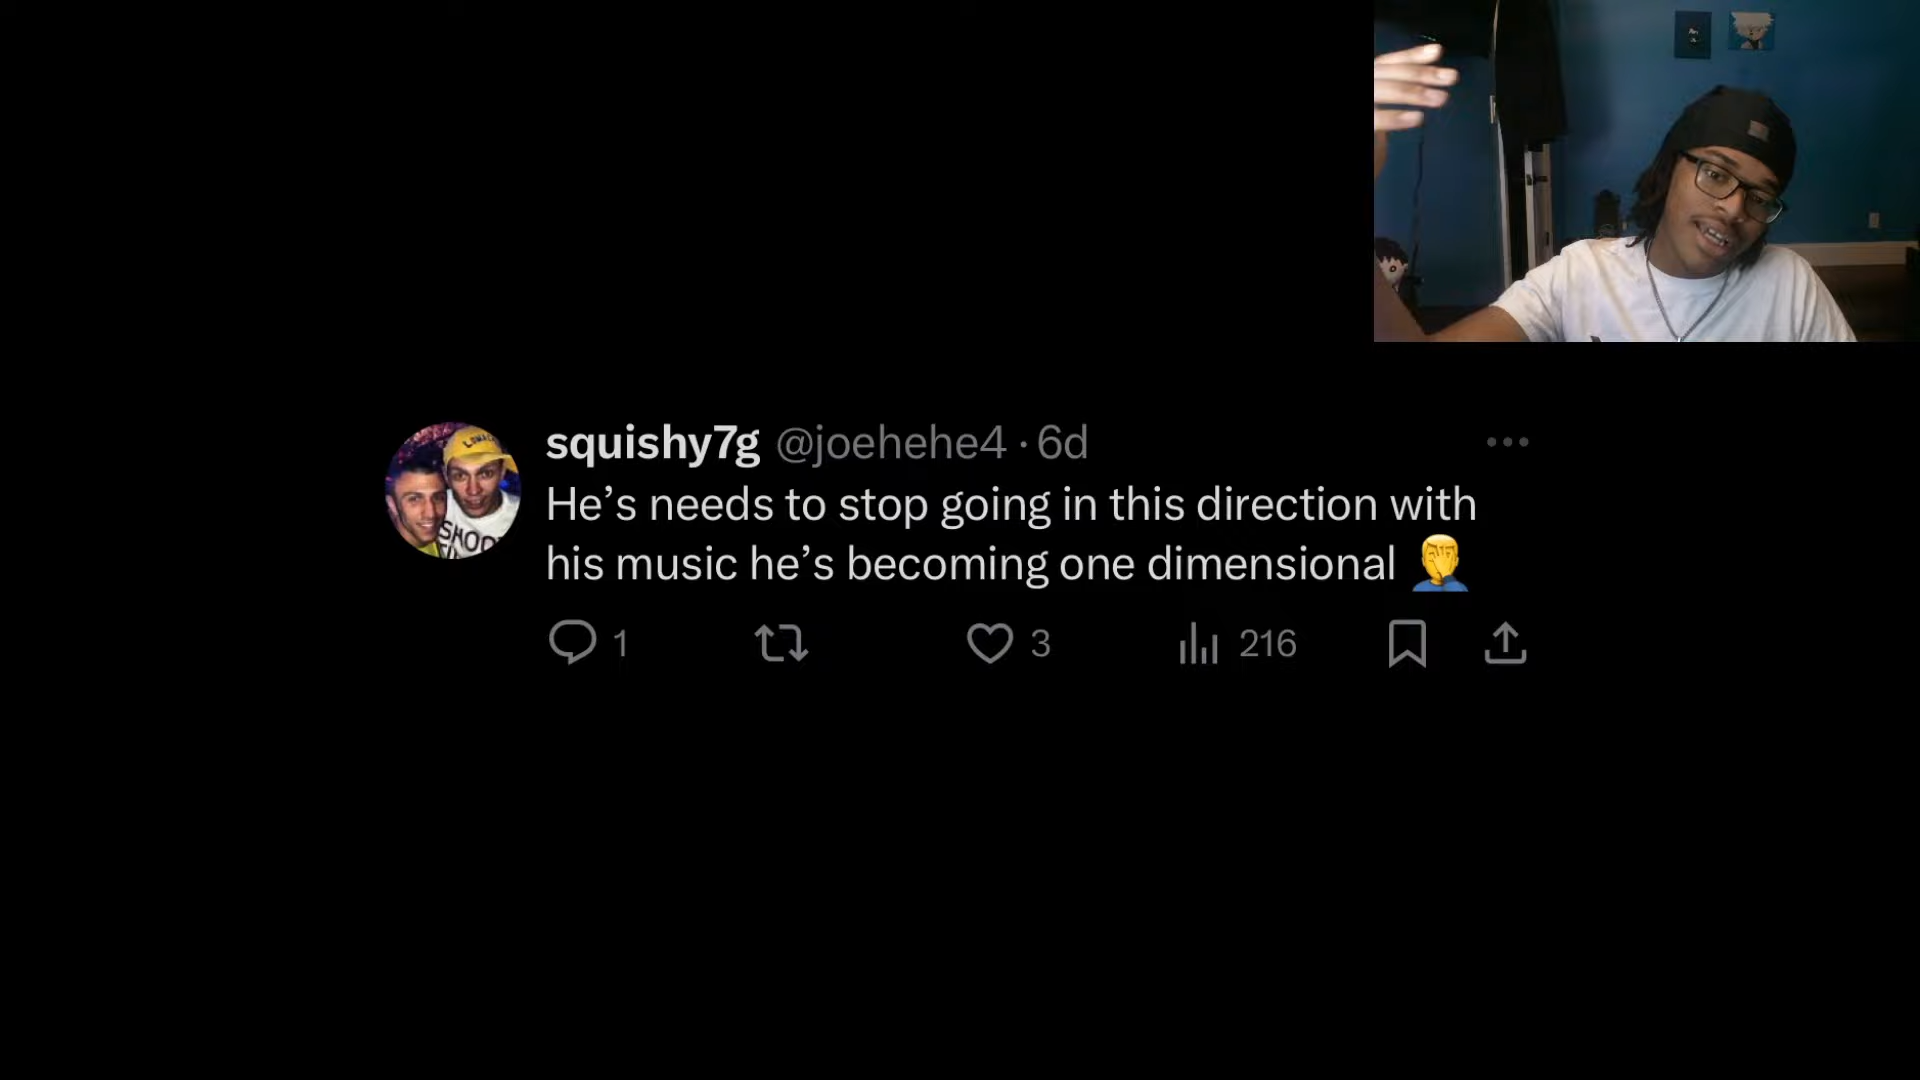 squishy7g @joehehe4 · 6d
He’s needs to stop going in this direction with
his music he’s becoming one dimensional 🤦‍♂️
1 3 216